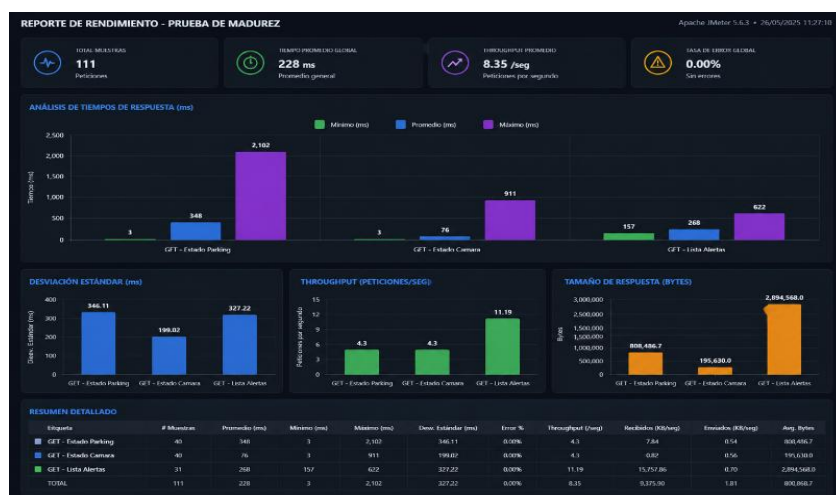 REPORTE DE RENDIMIENTO - PRUEBA DE MADUREZ
Apache JMeter 5.6.3 • 26/05/2025 11:27:10
TOTAL MUESTRAS
111
Peticiones
TIEMPO PROMEDIO GLOBAL
228 ms
Promedio general
THROUGHPUT PROMEDIO
8.35 /seg
Peticiones por segundo
TASA DE ERROR GLOBAL
0.00%
Sin errores
ANÁLISIS DE TIEMPOS DE RESPUESTA (ms)
Mínimo (ms) Promedio (ms) Máximo (ms)
Tiempo (ms)
2,500
2,000
1,500
1,000
500
0
3 348 2,102
3 76 911
157 268 622
GET - Estado Parking GET - Estado Camara GET - Lista Alertas
DESVIACIÓN ESTÁNDAR (ms)
Desv. Estándar (ms)
400
300
200
100
0
346.11 199.02 327.22
GET - Estado Parking GET - Estado Camara GET - Lista Alertas
THROUGHPUT (PETICIONES/SEG)
Peticiones por segundo
15
12
9
6
3
0
4.3 4.3 11.19
GET - Estado Parking GET - Estado Camara GET - Lista Alertas
TAMAÑO DE RESPUESTA (BYTES)
Bytes
3,000,000
2,500,000
1,500,000
1,500,000
1,000,000
500,000
0
808,486.7 195,630.0 2,894,568.0
GET - Estado Parking GET - Estado Camara GET - Lista Alertas
RESUMEN DETALLADO
Etiqueta # Muestras Promedio (ms) Mínimo (ms) Máximo (ms) Desv. Estándar (ms) Error % Throughput (/seg) Recibidos (KB/seg) Enviados (KB/seg) Avg. Bytes
GET - Estado Parking 40 348 3 2,102 346.11 0.00% 4.3 7.84 0.54 808,486.7
GET - Estado Camara 40 76 3 911 199.02 0.00% 4.3 0.82 0.56 195,630.0
GET - Lista Alertas 31 268 157 622 327.22 0.00% 11.19 15,757.86 0.70 2,894,568.0
TOTAL 111 228 3 2,102 327.22 0.00% 8.35 9,375.90 1.81 800,068.7